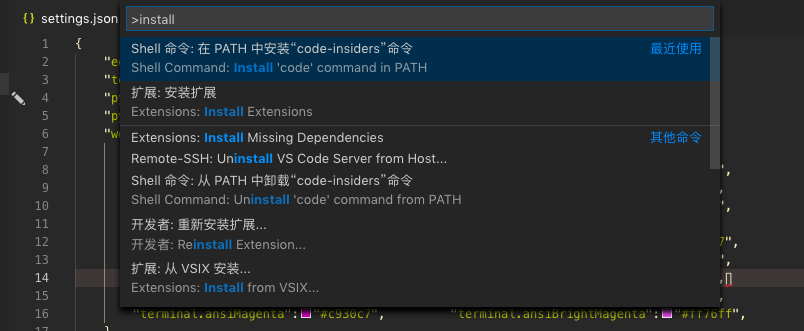 settings.json
>install
Shell 命令: 在 PATH 中安装“code-insiders”命令 最近使用
Shell Command: Install 'code' command in PATH
扩展: 安装扩展
Extensions: Install Extensions
Extensions: Install Missing Dependencies 其他命令
Remote-SSH: Uninstall VS Code Server from Host...
Shell 命令: 从 PATH 中卸载“code-insiders”命令
Shell Command: Uninstall 'code' command from PATH
开发者: 重新安装扩展...
开发者: Reinstall Extension...
扩展: 从 VSIX 安装...
Extensions: Install from VSIX...
1 {
2 "e
3 "t
4 "p
5 "p
6 "w
7
8 ",
9
10 ",
11
12 7",
13 ",
14 ,[]
15 ,
16 "terminal.ansiMagenta":"#c930c7", "terminal.ansiBrightMagenta":"#ff76ff",
}